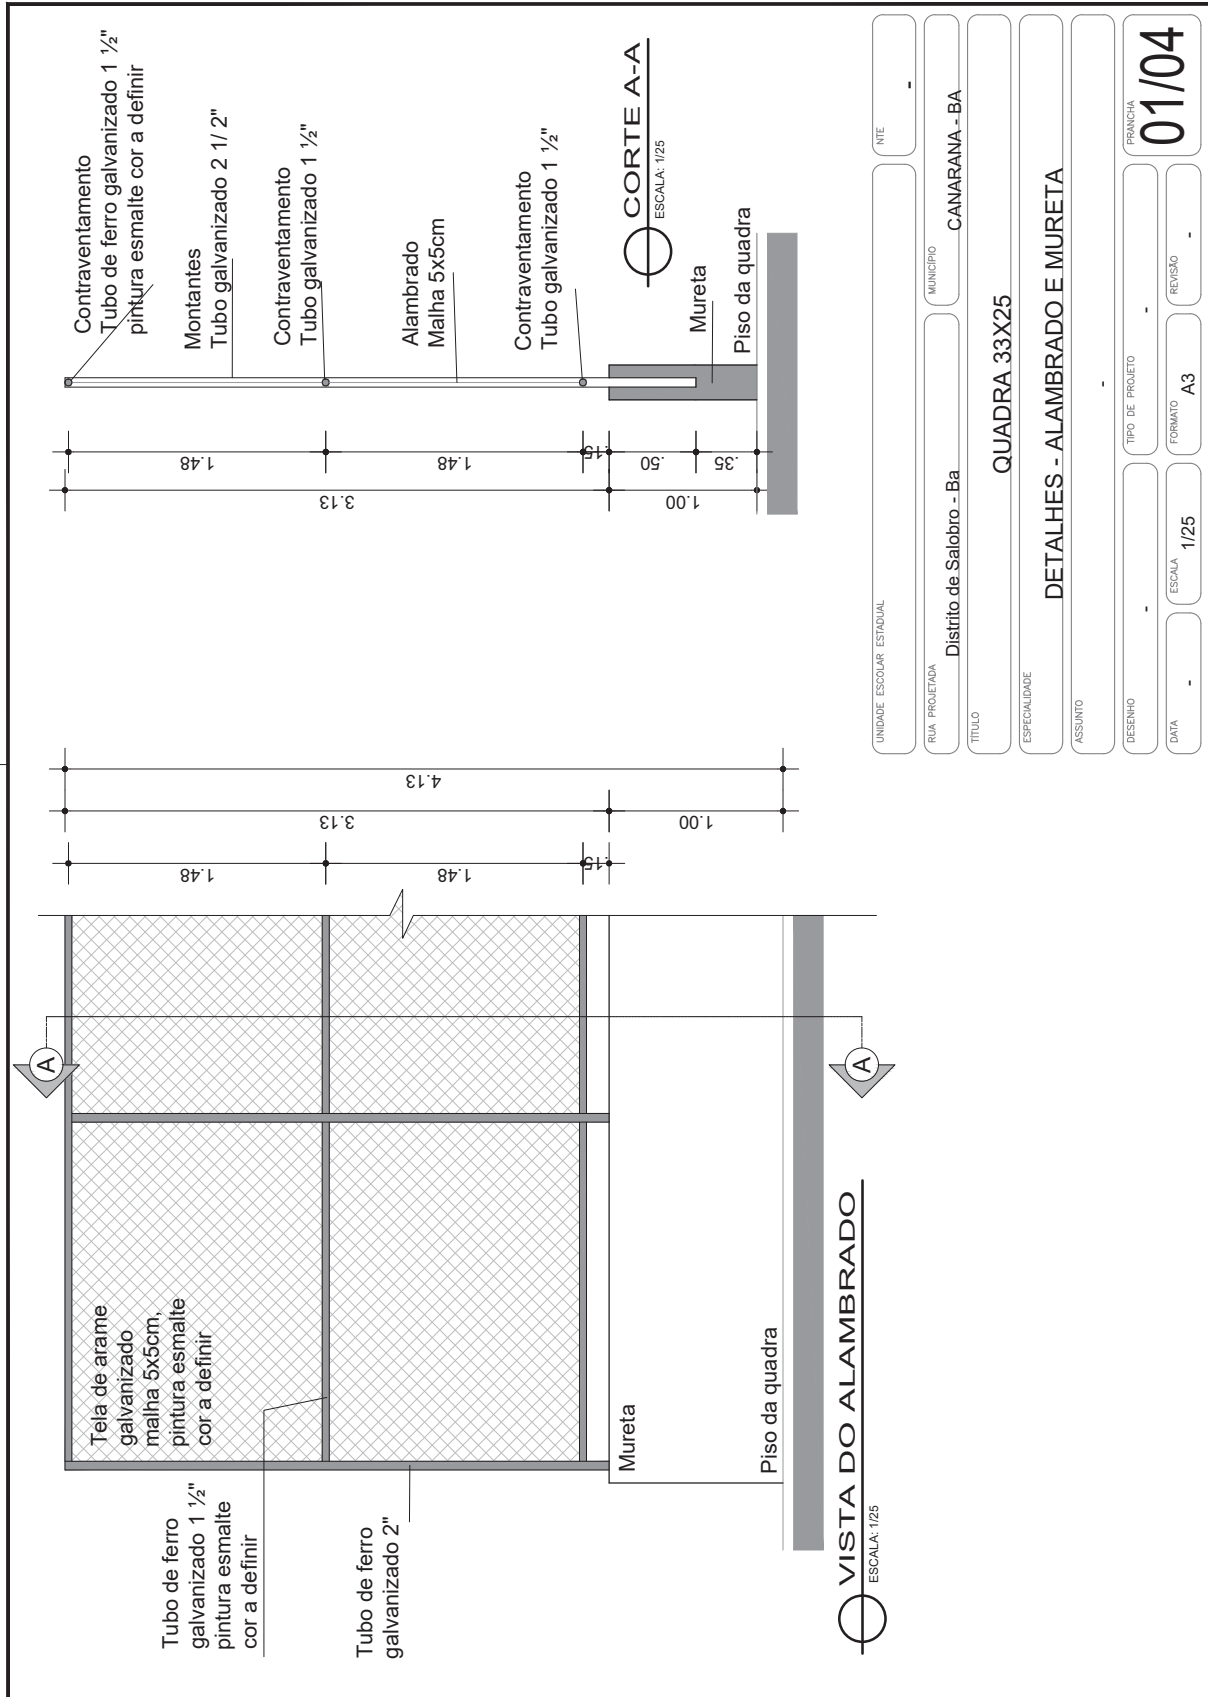 Tubo de ferro
galvanizado 1 ½"
pintura esmalte
cor a definir
Tubo de ferro
galvanizado 2"
Tela de arame
galvanizado
malha 5x5cm,
pintura esmalte
cor a definir
Mureta
Piso da quadra
A
A
1.48
1.48
.15
3.13
1.00
4.13
VISTA DO ALAMBRADO
ESCALA: 1/25
Contraventamento
Tubo de ferro galvanizado 1 ½"
pintura esmalte cor a definir
Montantes
Tubo galvanizado 2 1/ 2"
Contraventamento
Tubo galvanizado 1 ½"
Alambrado
Malha 5x5cm
Contraventamento
Tubo galvanizado 1 ½"
Mureta
Piso da quadra
1.48
1.48
.15
.50
.35
3.13
1.00
CORTE A-A
ESCALA: 1/25
UNIDADE ESCOLAR ESTADUAL
NTE
-
RUA PROJETADA
Distrito de Salobro - Ba
MUNICÍPIO
CANARANA - BA
TÍTULO
QUADRA 33X25
ESPECIALIDADE
DETALHES - ALAMBRADO E MURETA
ASSUNTO
-
DESENHO
-
TIPO DE PROJETO
-
PRANCHA
01/04
DATA
-
ESCALA
1/25
FORMATO
A3
REVISÃO
-